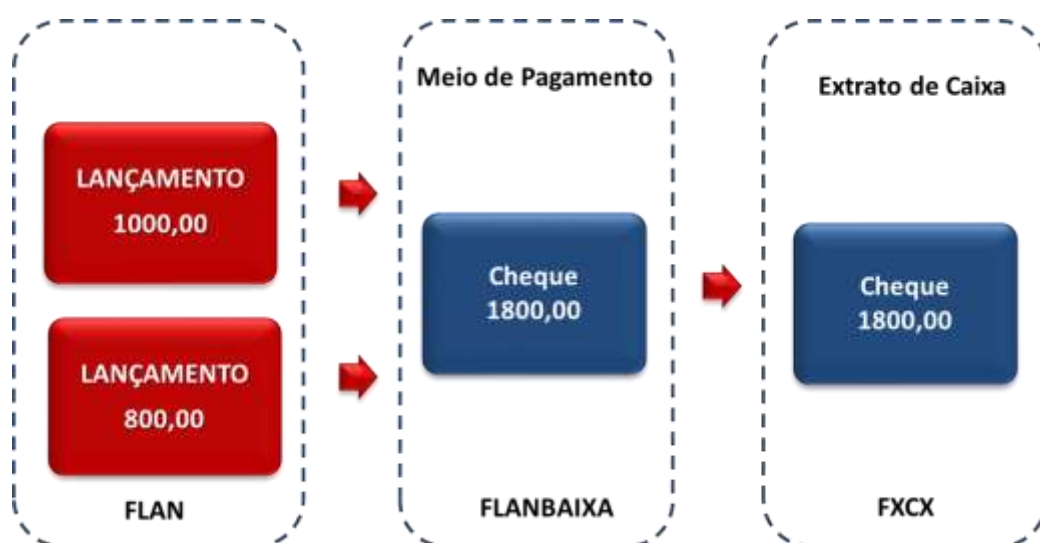 LANÇAMENTO
1000,00
LANÇAMENTO
800,00
FLAN
Meio de Pagamento
Cheque
1800,00
FLANBAIXA
Extrato de Caixa
Cheque
1800,00
FXCX